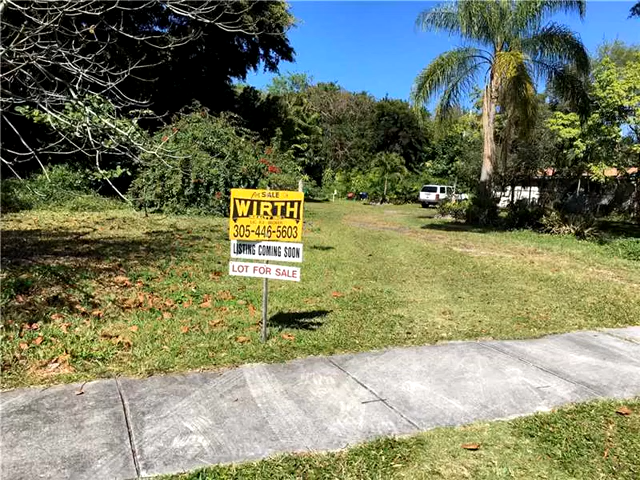 For SALE
WIRTH
305-446-5603
LISTING COMING SOON
LOT FOR SALE